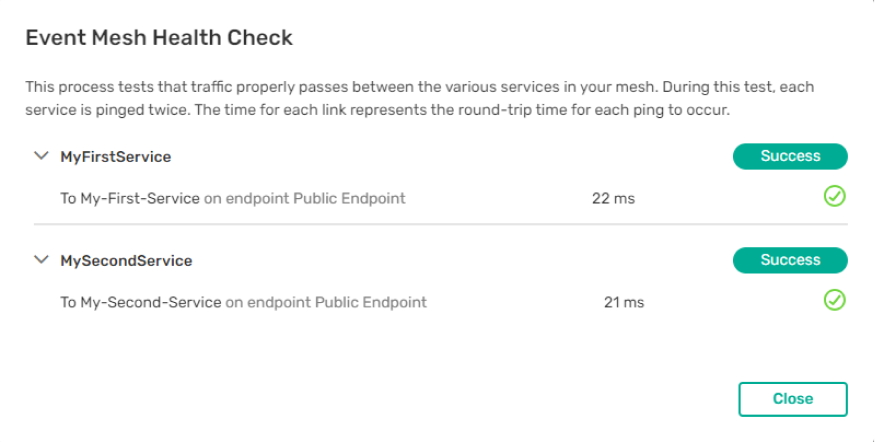 Event Mesh Health Check
This process tests that traffic properly passes between the various services in your mesh. During this test, each
service is pinged twice. The time for each link represents the round-trip time for each ping to occur.
MyFirstService Success
To My-First-Service on endpoint Public Endpoint 22 ms
MySecondService Success
To My-Second-Service on endpoint Public Endpoint 21 ms
Close